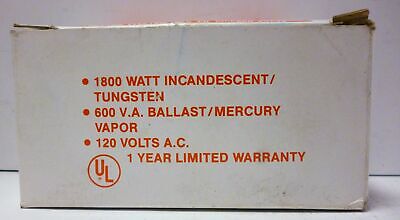 • 1800 WATT INCANDESCENT/
TUNGSTEN
• 600 V.A. BALLAST/MERCURY
VAPOR
• 120 VOLTS A.C.
UL 1 YEAR LIMITED WARRANTY